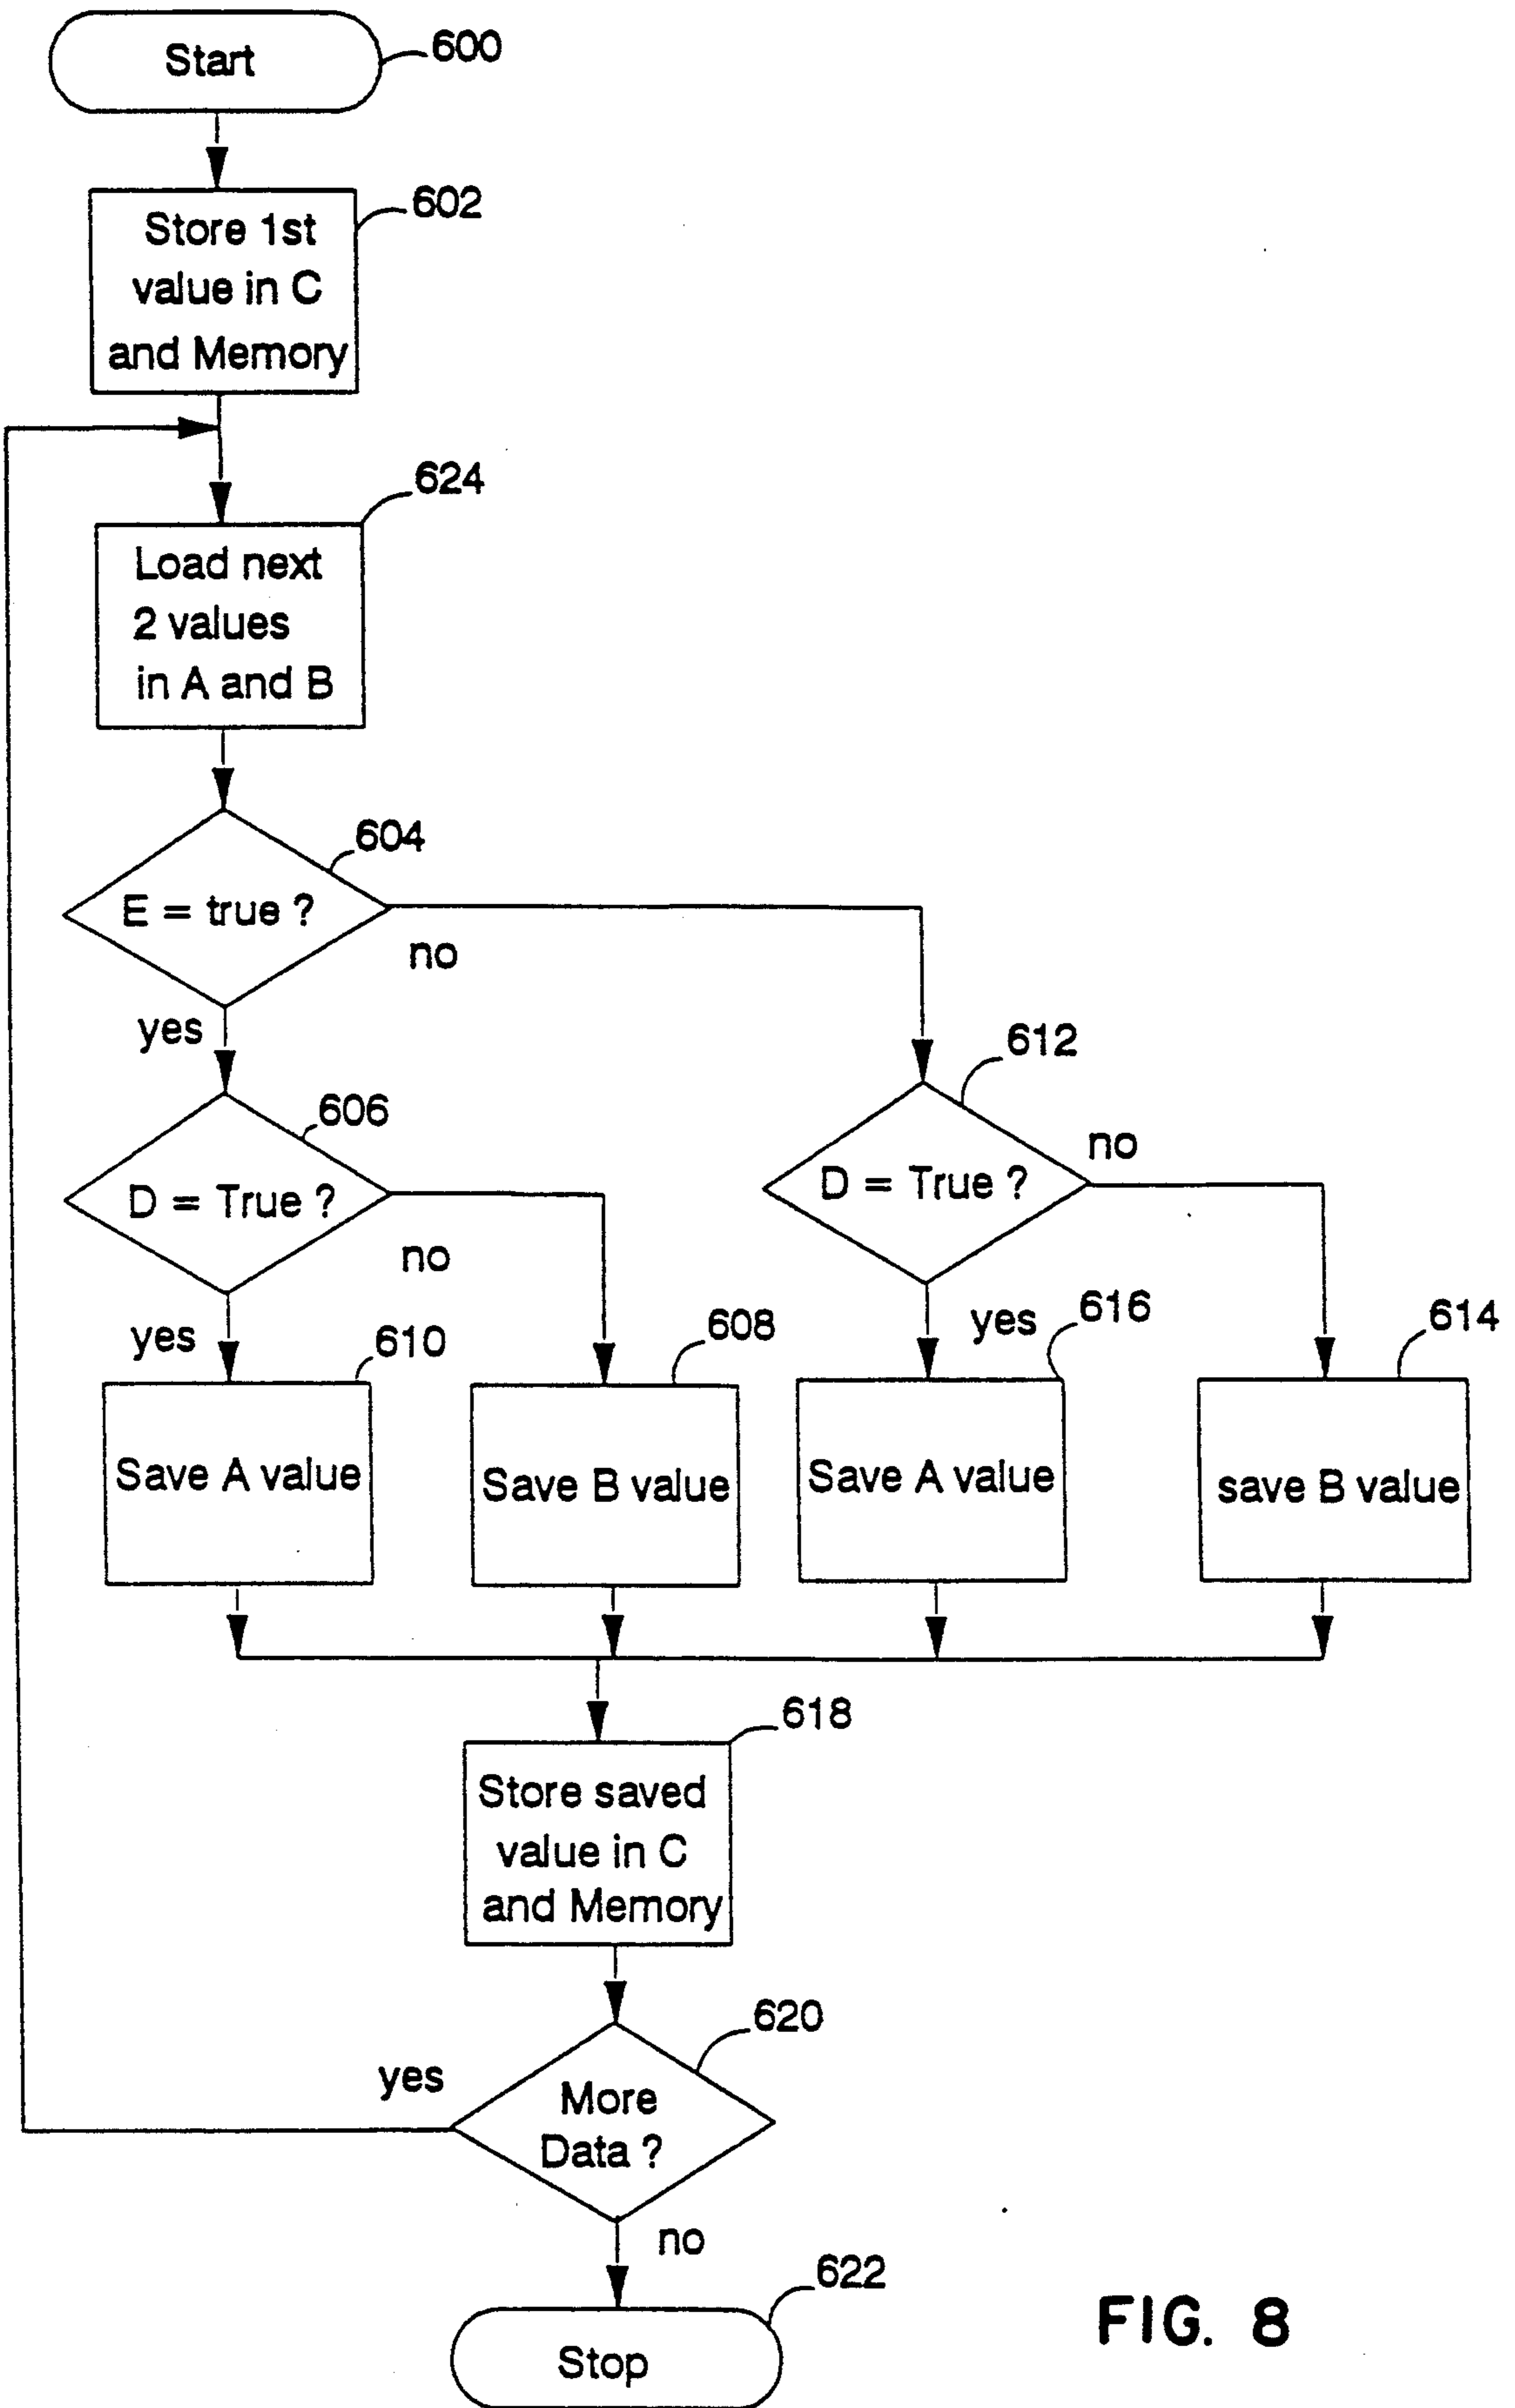 Start
600
602
Store 1st
value in C
and Memory
624
Load next
2 values
in A and B
604
E = true ?
no
yes
612
606
D = True ?
no
D = True ?
no
yes
610
608
yes
616
614
Save A value
Save B value
Save A value
save B value
618
Store saved
value in C
and Memory
620
yes
More
Data ?
no
622
Stop
FIG. 8